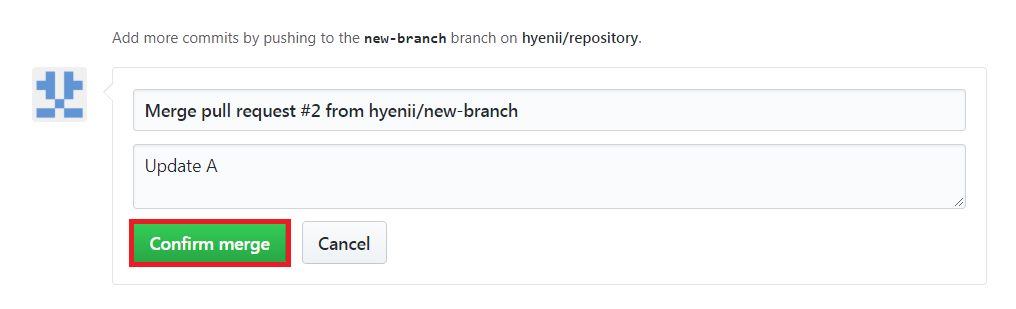 Add more commits by pushing to the new-branch branch on hyenii/repository.
Merge pull request #2 from hyenii/new-branch
Update A
Confirm merge Cancel